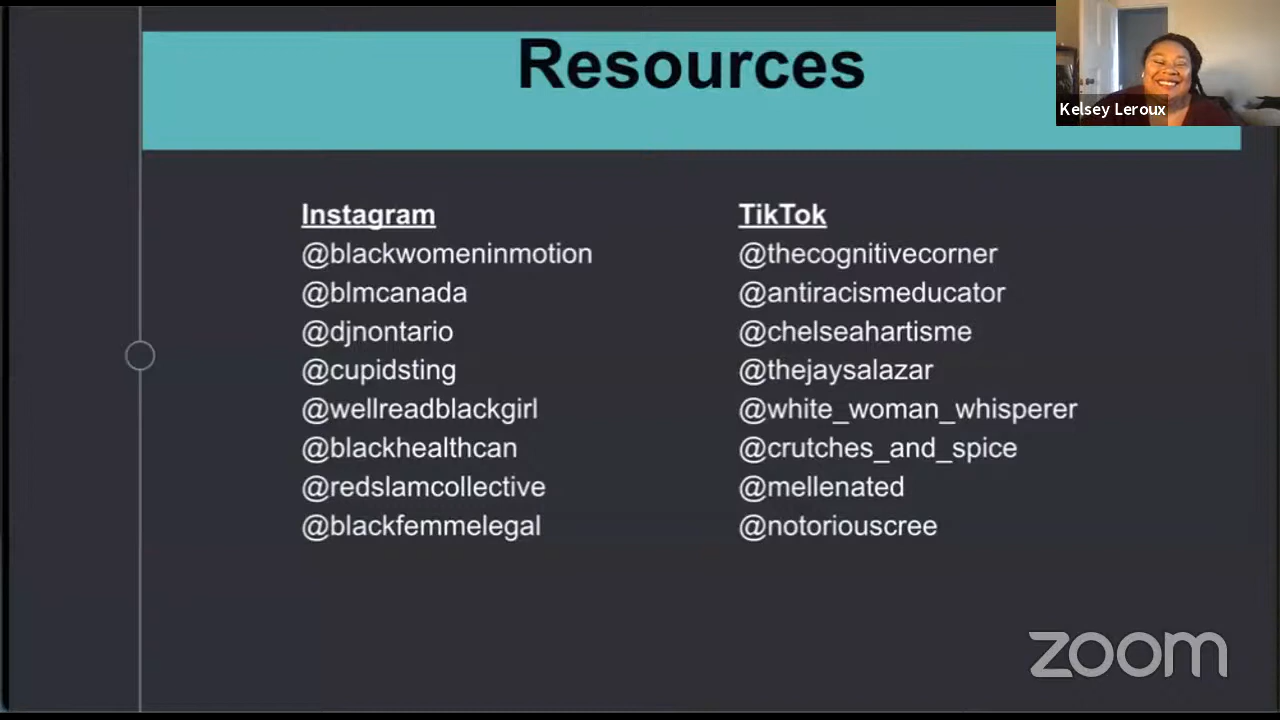 Resources
Kelsey Leroux
Instagram
@blackwomeninmotion
@blmcanada
@djnontario
@cupidsting
@wellreadblackgirl
@blackhealthcan
@redslamcollective
@blackfemmelegal
TikTok
@thecognitivecorner
@antiracismeducator
@chelseahartisme
@thejaysalazar
@white_woman_whisperer
@crutches_and_spice
@mellenated
@notoriouscree
zoom